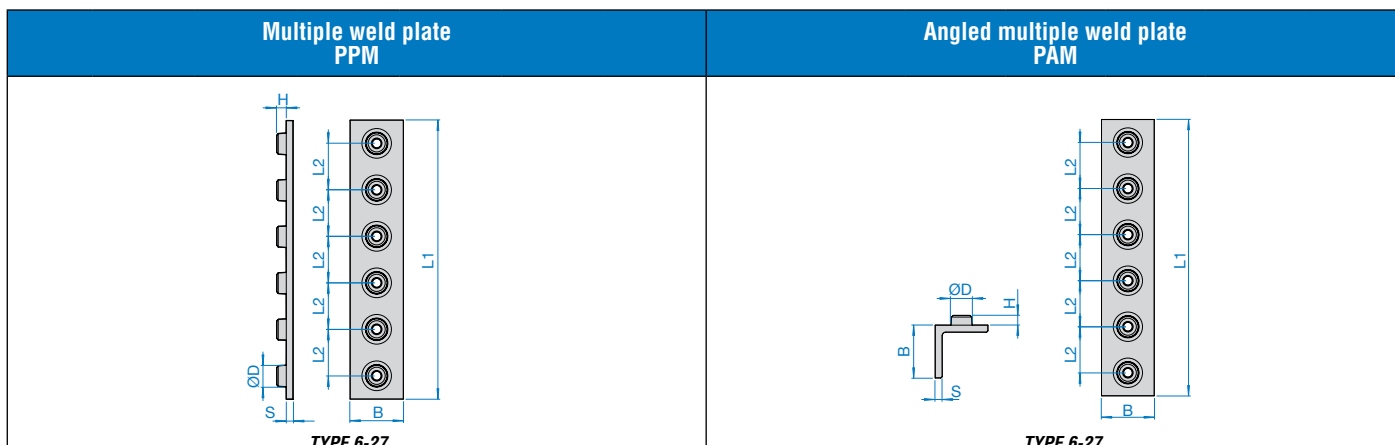 Multiple weld plate
PPM
Angled multiple weld plate
PAM
H
L2
L2
L2
L2
L2
L1
ØD
S
B
TYPE 6-27
L2
L2
L2
L2
L2
L1
ØD
H
B
S
B
TYPE 6-27